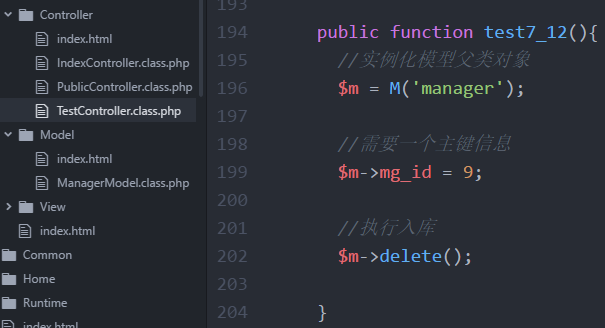 Controller
index.html
IndexController.class.php
PublicController.class.php
TestController.class.php
Model
index.html
ManagerModel.class.php
View
index.html
Common
Home
Runtime
index.html
193
194 public function test7_12(){
195 //实例化模型父类对象
196 $m = M('manager');
197
198 //需要一个主键信息
199 $m->mg_id = 9;
200
201 //执行入库
202 $m->delete();
203
204 }